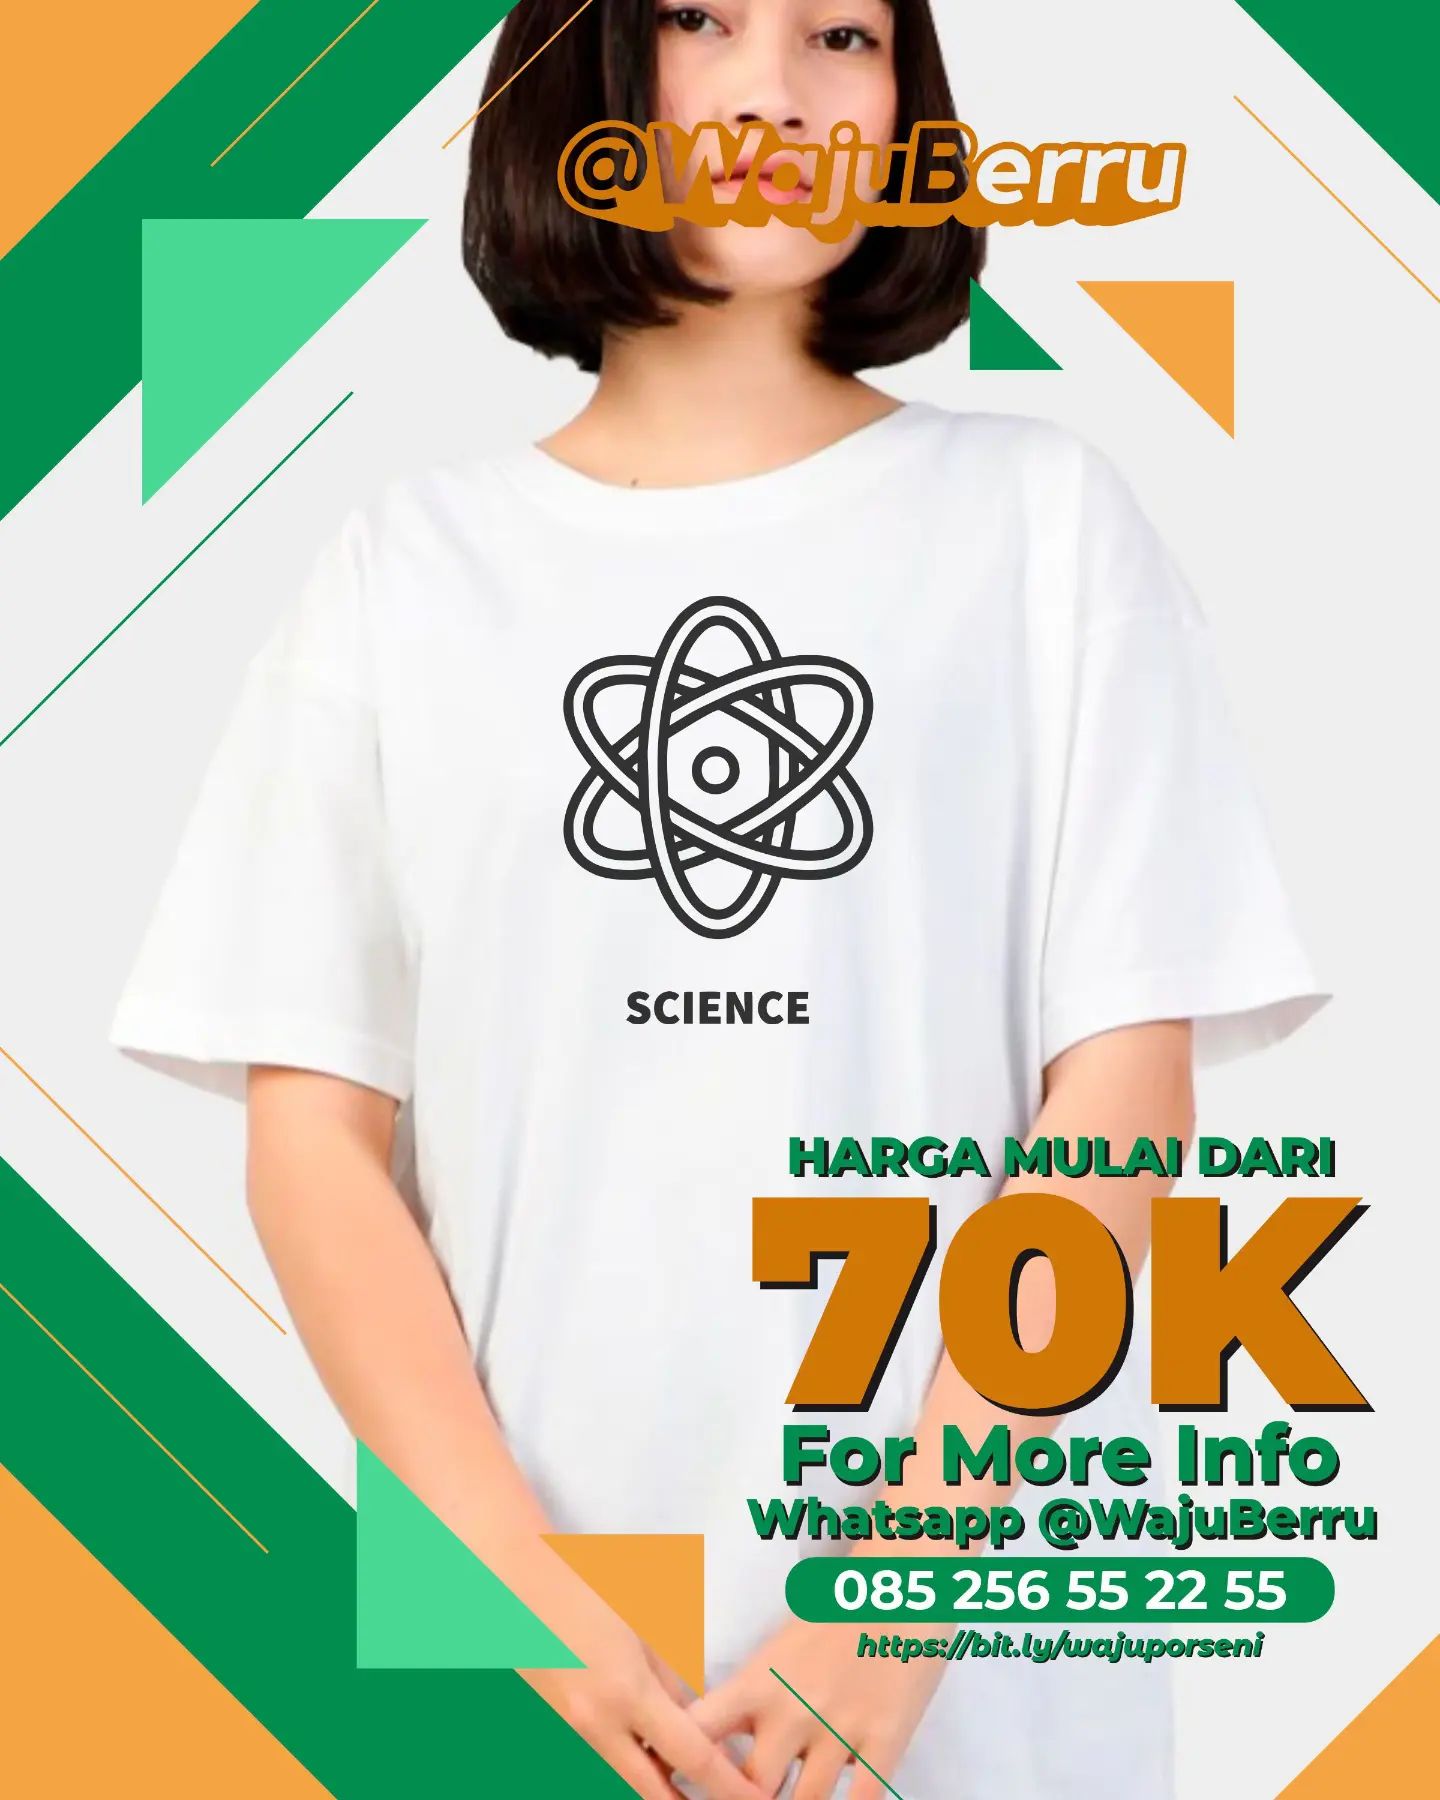 @WajuBerru
SCIENCE
HARGA MULAI DARI
70K
For More Info
Whatsapp @WajuBerru
085 256 55 22 55
https://bit.ly/wajuporseni